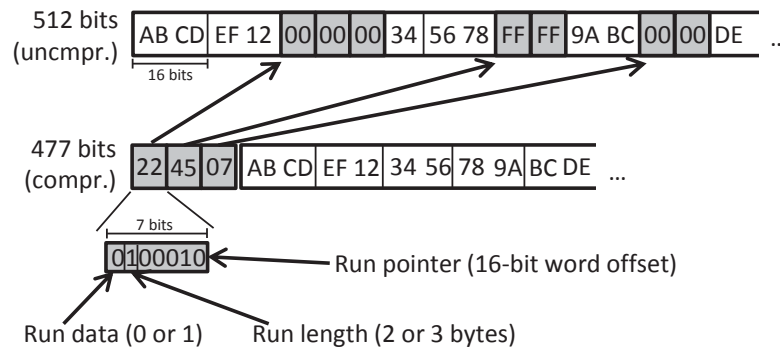 512 bits
(uncmpr.)
AB CD EF 12 00 00 00 34 56 78 FF FF 9A BC 00 00 DE ...
16 bits
477 bits
(compr.)
22 45 07 AB CD EF 12 34 56 78 9A BC DE ...
7 bits
0100010
Run pointer (16-bit word offset)
Run data (0 or 1) Run length (2 or 3 bytes)